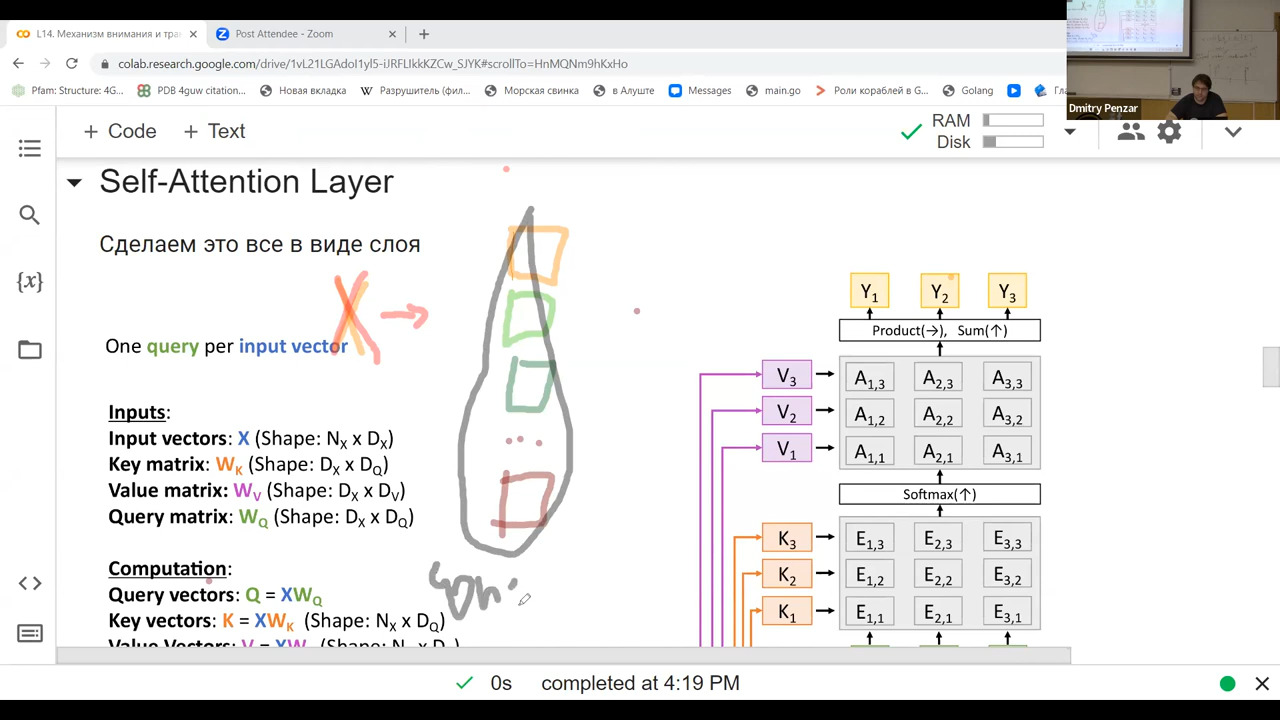 L14. Механизм внимания и тра
Post Attendee - Zoom
colab.research.google.com/drive/1vL21LGAdoI1yI5-iJRFLUKoZCw_SJYK#scrollTo=HnMQNm9hKxHo
Pfam: Structure: 4G...
PDB 4guw citation...
Новая вкладка
Разрушитель (фил...
Морская свинка
в Алуште
Messages
main.go
Роли кораблей в G...
Golang
Dmitry Penzar
+ Code + Text
RAM
Disk
Self-Attention Layer
Сделаем это все в виде слоя
X
One query per input vector
Inputs:
Input vectors: X (Shape: NX x DX)
Key matrix: WK (Shape: DX x DQ)
Value matrix: WV (Shape: DX x DV)
Query matrix: WQ (Shape: DX x DQ)
Computation:
Query vectors: Q = XWQ
Key vectors: K = XWK (Shape: NX x DQ)
Y1 Y2 Y3
Product(→), Sum(↑)
V3 A1,3 A2,3 A3,3
V2 A1,2 A2,2 A3,2
V1 A1,1 A2,1 A3,1
Softmax(↑)
K3 E1,3 E2,3 E3,3
K2 E1,2 E2,2 E3,2
K1 E1,1 E2,1 E3,1
0s completed at 4:19 PM